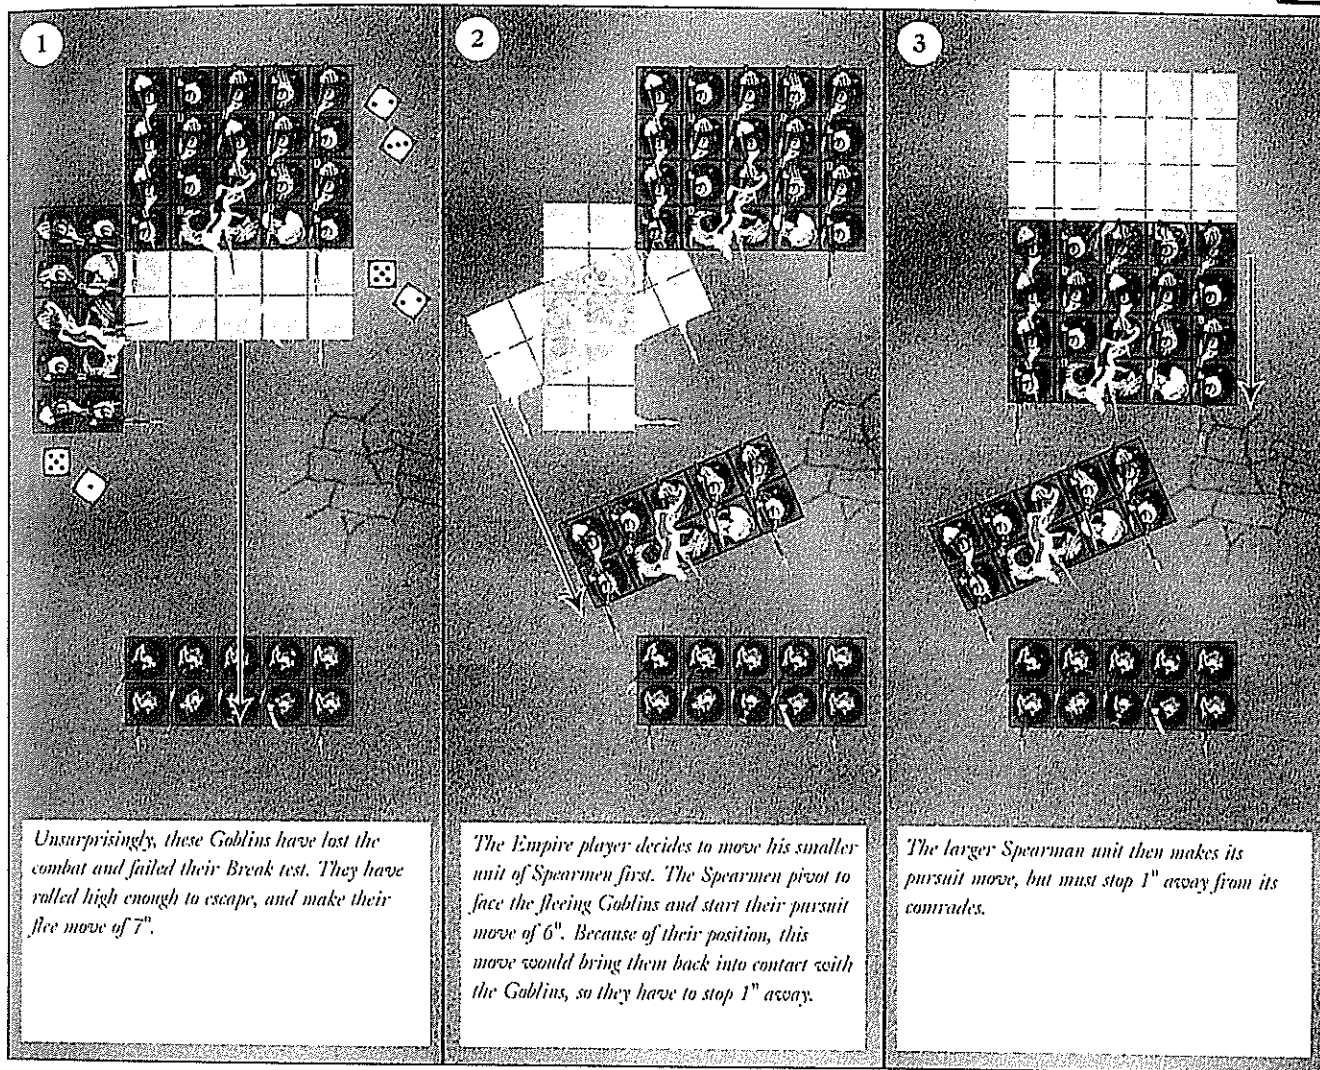 1
2
3
Unsurprisingly, these Goblins have lost the
combat and failed their Break test. They have
rolled high enough to escape, and make their
flee move of 7".
The Empire player decides to move his smaller
unit of Spearmen first. The Spearmen pivot to
face the fleeing Goblins and start their pursuit
move of 6". Because of their position, this
move would bring them back into contact with
the Goblins, so they have to stop 1" away.
The larger Spearman unit then makes its
pursuit move, but must stop 1" away from its
comrades.